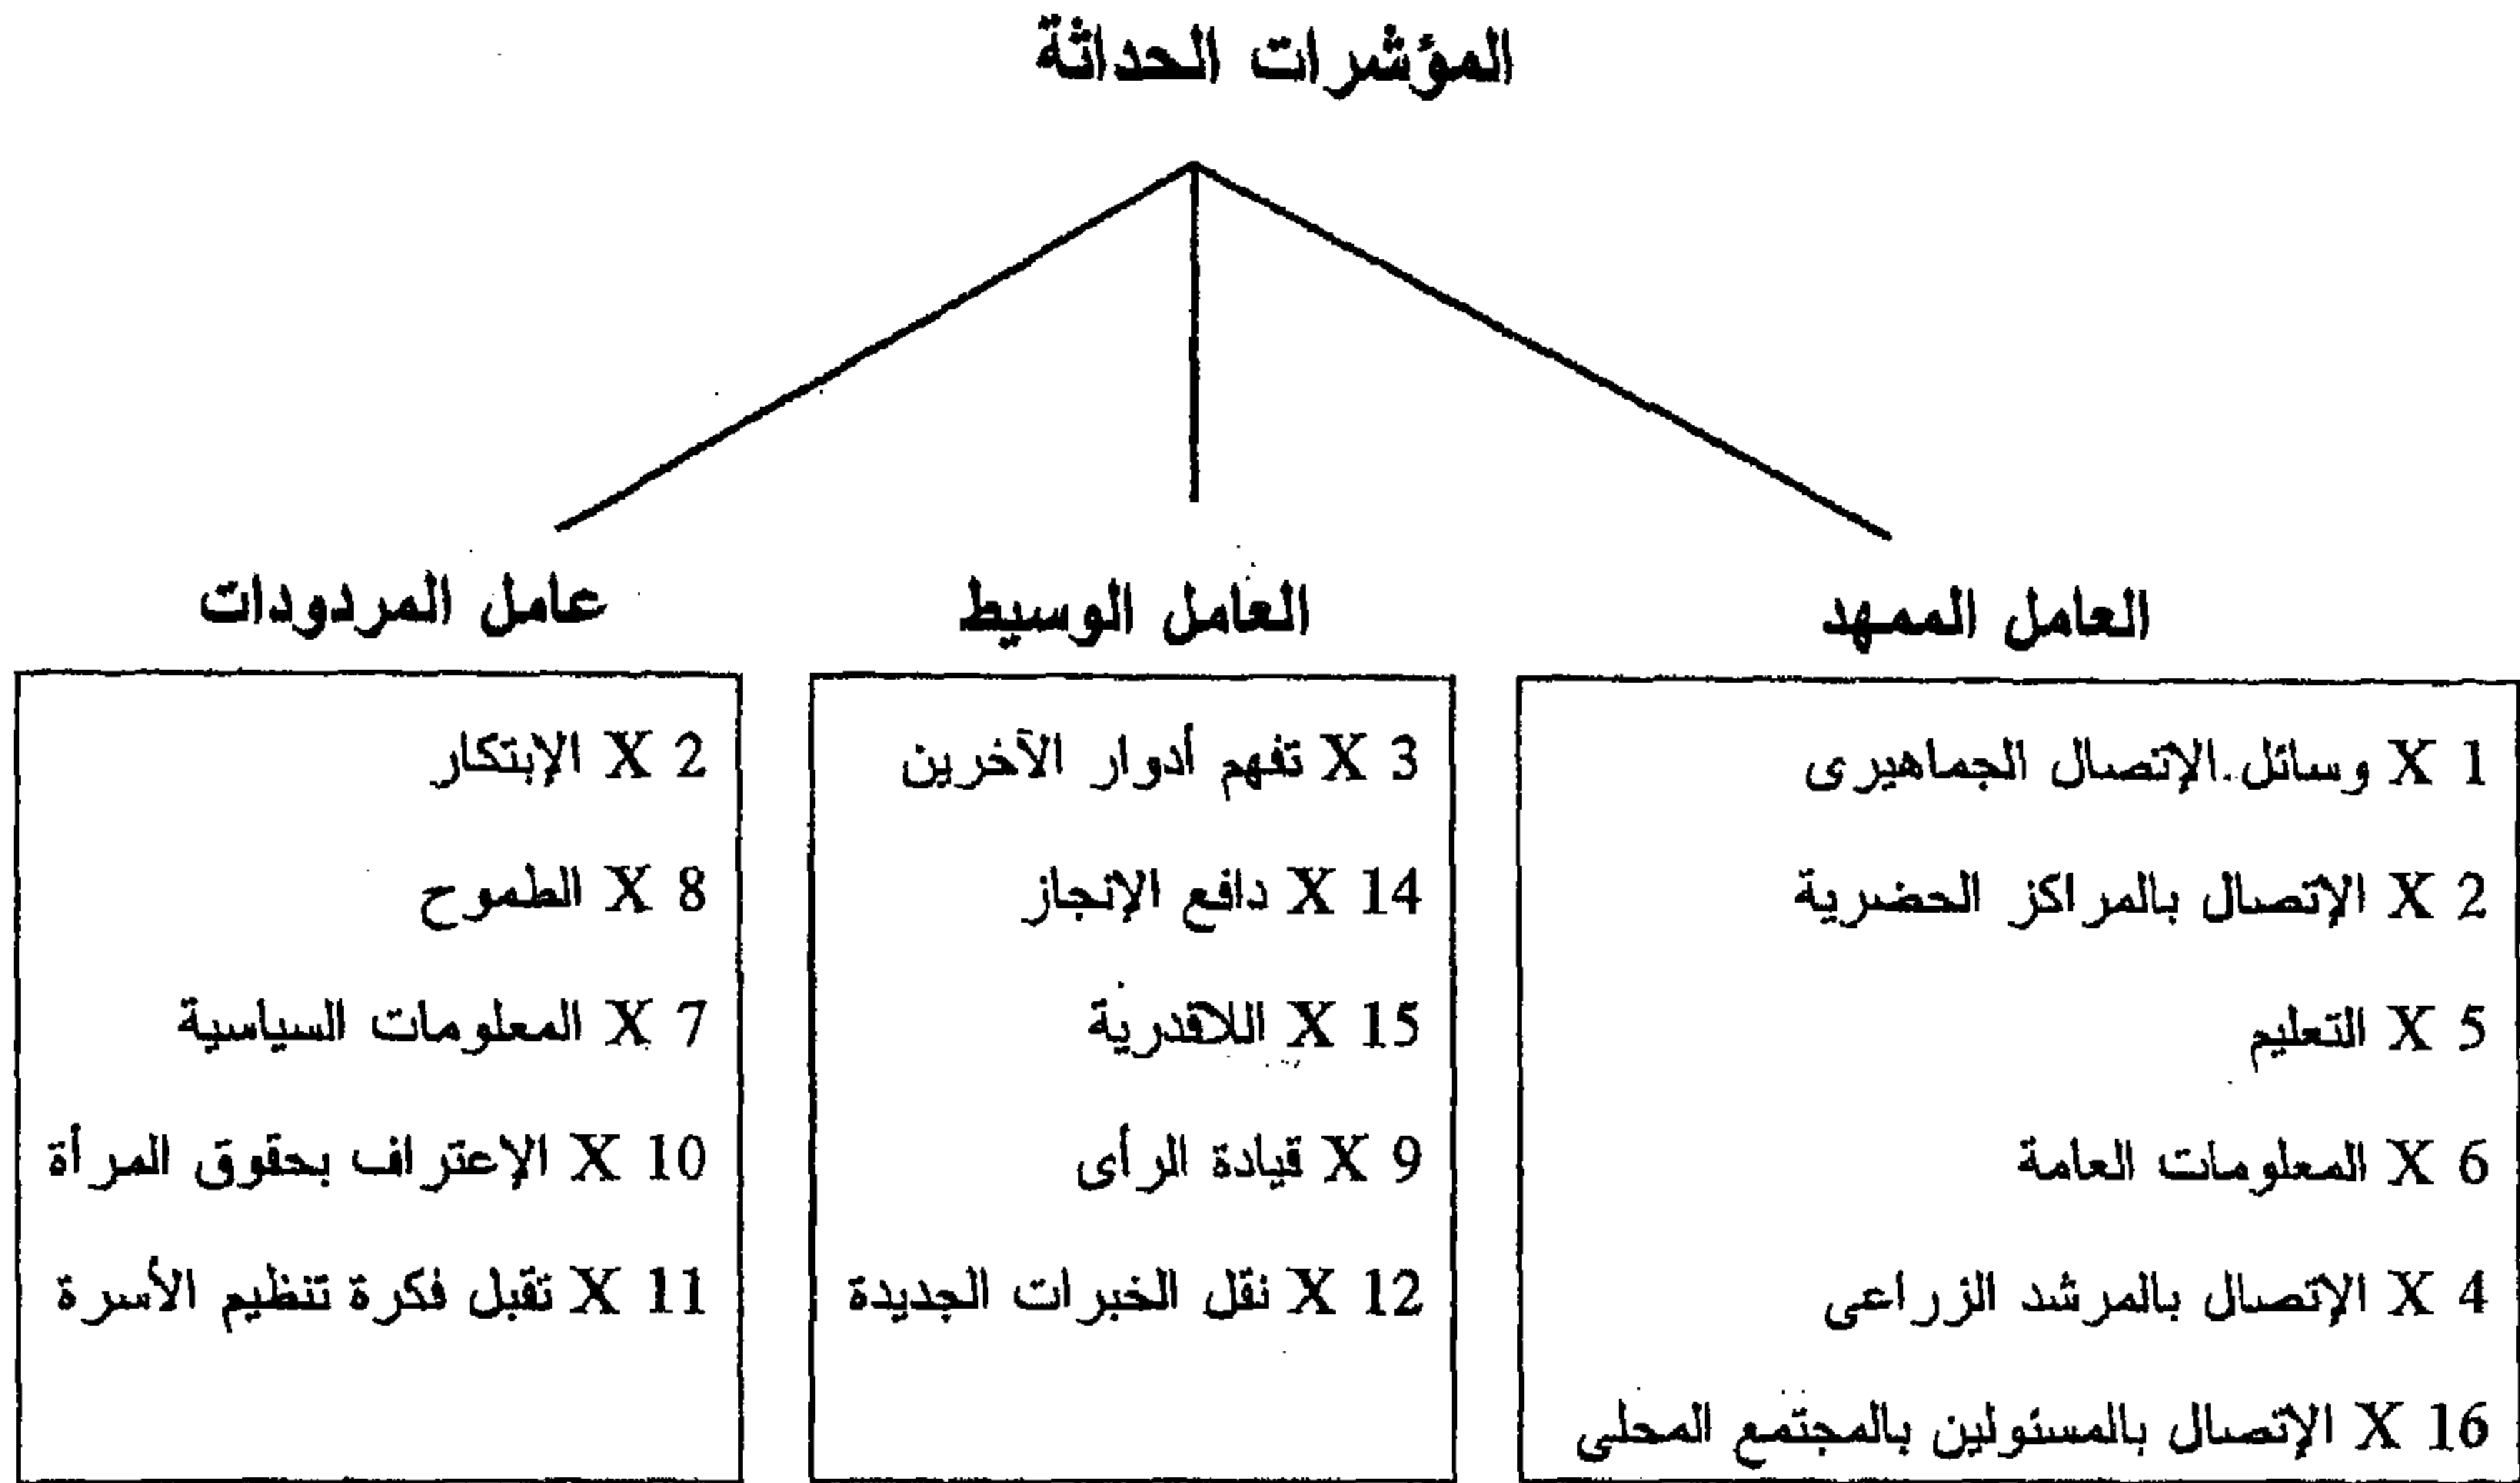 المؤشرات الحداثة
العامل الممهد
X 1 وسائل الإتصال الجماهيرى
X 2 الإتصال بالمراكز الحضرية
X 5 التعليم
X 6 المعلومات العامة
X 4 الإتصال بالمرشد الزراعى
X 16 الإتصال بالمسئولين بالمجتمع المحلى
العامل الوسيط
X 3 تفهم أدوار الآخرين
X 14 دافع الإنجاز
X 15 اللاقدرية
X 9 قيادة الرأى
X 12 نقل الخبرات الجديدة
عامل المردودات
X 2 الإبتكار
X 8 الطموح
X 7 المعلومات السياسية
X 10 الإعتراف بحقوق المرأة
X 11 تقبل فكرة تنظيم الأسرة